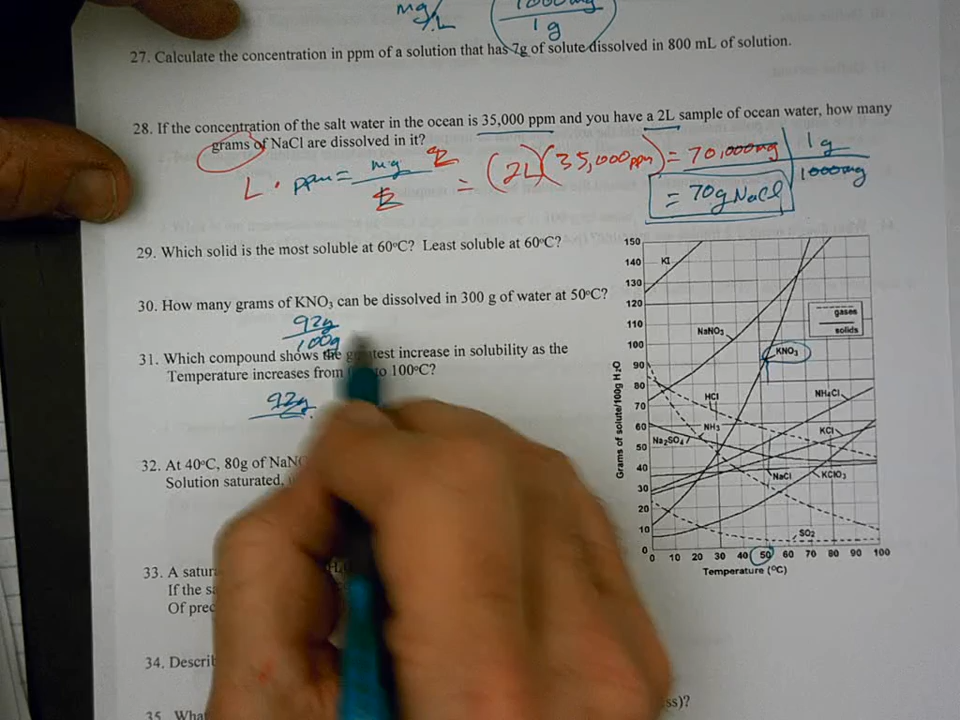 mg/L 1000mg
1g
27. Calculate the concentration in ppm of a solution that has 7g of solute dissolved in 800 mL of solution.
28. If the concentration of the salt water in the ocean is 35,000 ppm and you have a 2L sample of ocean water, how many
grams of NaCl are dissolved in it?
L · ppm = mg/L L = (2L)(35,000ppm) = 70,000mg | 1g
1000mg
= 70g NaCl
29. Which solid is the most soluble at 60°C? Least soluble at 60°C?
30. How many grams of KNO₃ can be dissolved in 300 g of water at 50°C?
92g
100g
31. Which compound shows the greatest increase in solubility as the
Temperature increases from to 100°C?
92g
32. At 40°C, 80g of
Solution saturated,
33. A
If the
Of
34.
35.
150
140
130
120
110
100
90
80
70
60
50
40
30
20
10
0
Grams of solute/100g H₂O
KI
gases
solids
NaNO₃
KNO₃
HCl
NH₄Cl
NH₃
KCl
Na₂SO₄
NaCl
KClO₃
SO₂
0 10 20 30 40 50 60 70 80 90 100
Temperature (°C)